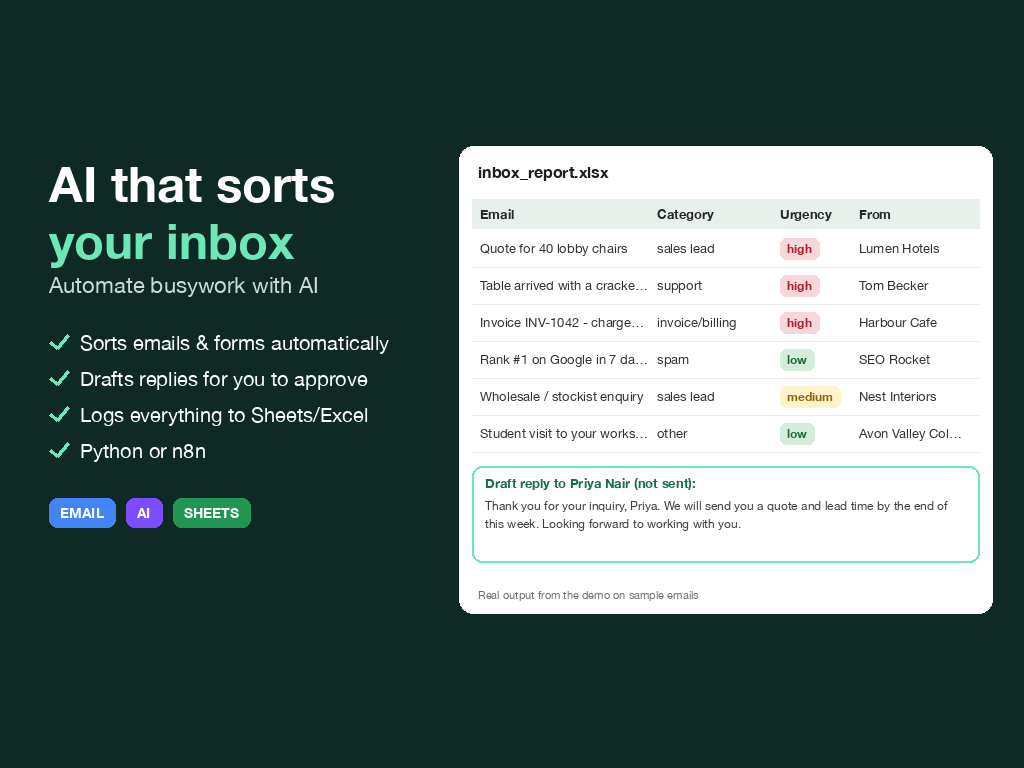 AI that sorts
your inbox
Automate busywork with AI
Sorts emails & forms automatically
Drafts replies for you to approve
Logs everything to Sheets/Excel
Python or n8n
EMAIL AI SHEETS
inbox_report.xlsx
Email Category Urgency From
Quote for 40 lobby chairs sales lead high Lumen Hotels
Table arrived with a cracke... support high Tom Becker
Invoice INV-1042 - charge... invoice/billing high Harbour Cafe
Rank #1 on Google in 7 da... spam low SEO Rocket
Wholesale / stockist enquiry sales lead medium Nest Interiors
Student visit to your works... other low Avon Valley Col...
Draft reply to Priya Nair (not sent):
Thank you for your inquiry, Priya. We will send you a quote and lead time by the end of
this week. Looking forward to working with you.
Real output from the demo on sample emails